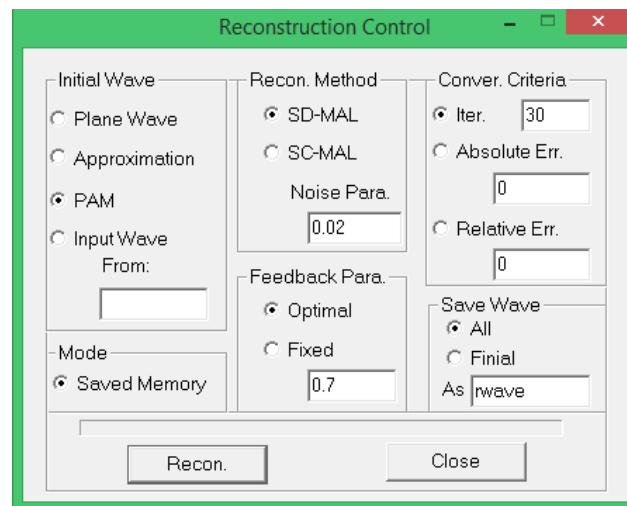 Reconstruction Control
Initial Wave
Plane Wave
Approximation
PAM
Input Wave
From:
Mode
Saved Memory
Recon. Method
SD-MAL
SC-MAL
Noise Para.
0.02
Feedback Para.
Optimal
Fixed
0.7
Conver. Criteria
Iter. 30
Absolute Err.
0
Relative Err.
0
Save Wave
All
Finial
As rwave
Recon. Close